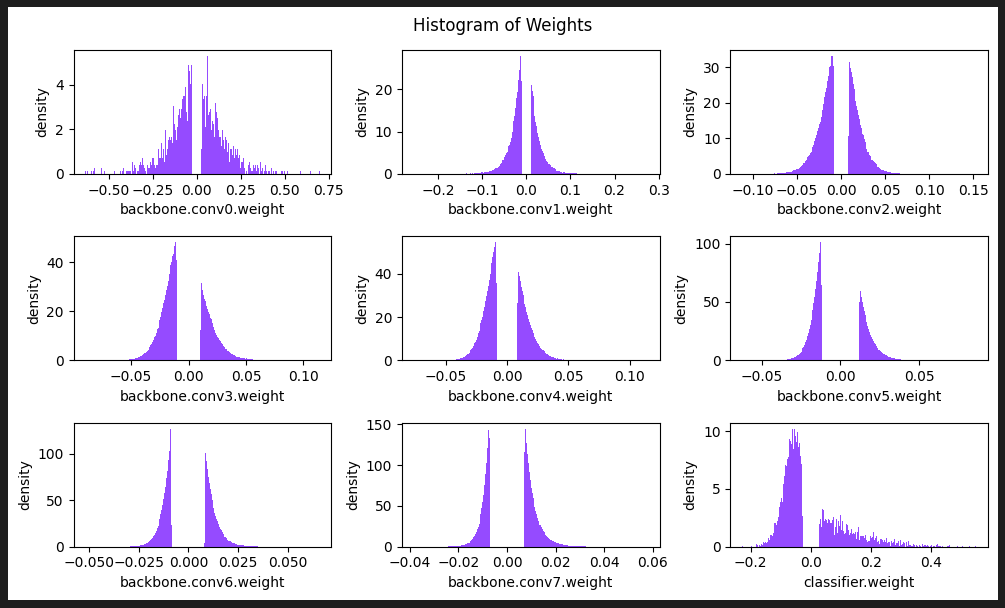 Histogram of Weights
density
4
2
0
−0.50 −0.25 0.00 0.25 0.50 0.75
backbone.conv0.weight
density
20
10
0
−0.2 −0.1 0.0 0.1 0.2 0.3
backbone.conv1.weight
density
30
20
10
0
−0.10 −0.05 0.00 0.05 0.10 0.15
backbone.conv2.weight
density
40
20
0
−0.05 0.00 0.05 0.10
backbone.conv3.weight
density
40
20
0
−0.05 0.00 0.05 0.10
backbone.conv4.weight
density
100
50
0
−0.05 0.00 0.05
backbone.conv5.weight
density
100
50
0
−0.050 −0.025 0.000 0.025 0.050
backbone.conv6.weight
density
150
100
50
0
−0.04 −0.02 0.00 0.02 0.04 0.06
backbone.conv7.weight
density
10
5
0
−0.2 0.0 0.2 0.4
classifier.weight